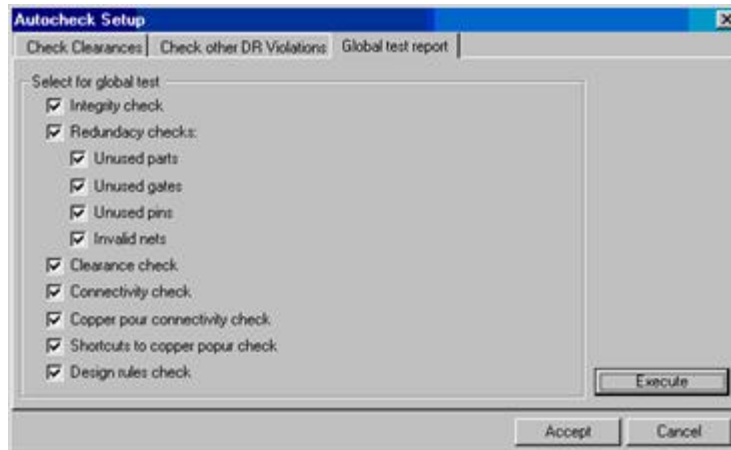 Autocheck Setup
Check Clearances Check other DR Violations Global test report
Select for global test
Integrity check
Redundacy checks:
Unused parts
Unused gates
Unused pins
Invalid nets
Clearance check
Connectivity check
Copper pour connectivity check
Shortcuts to copper popur check
Design rules check
Execute
Accept Cancel